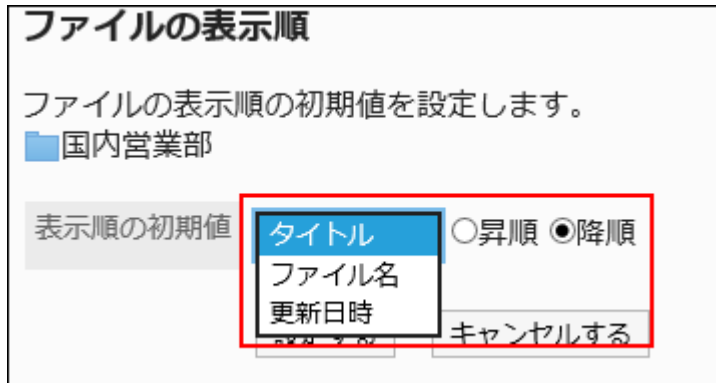 ファイルの表示順
ファイルの表示順の初期値を設定します。
国内営業部
表示順の初期値 タイトル 昇順 降順
ファイル名
更新日時
キャンセルする